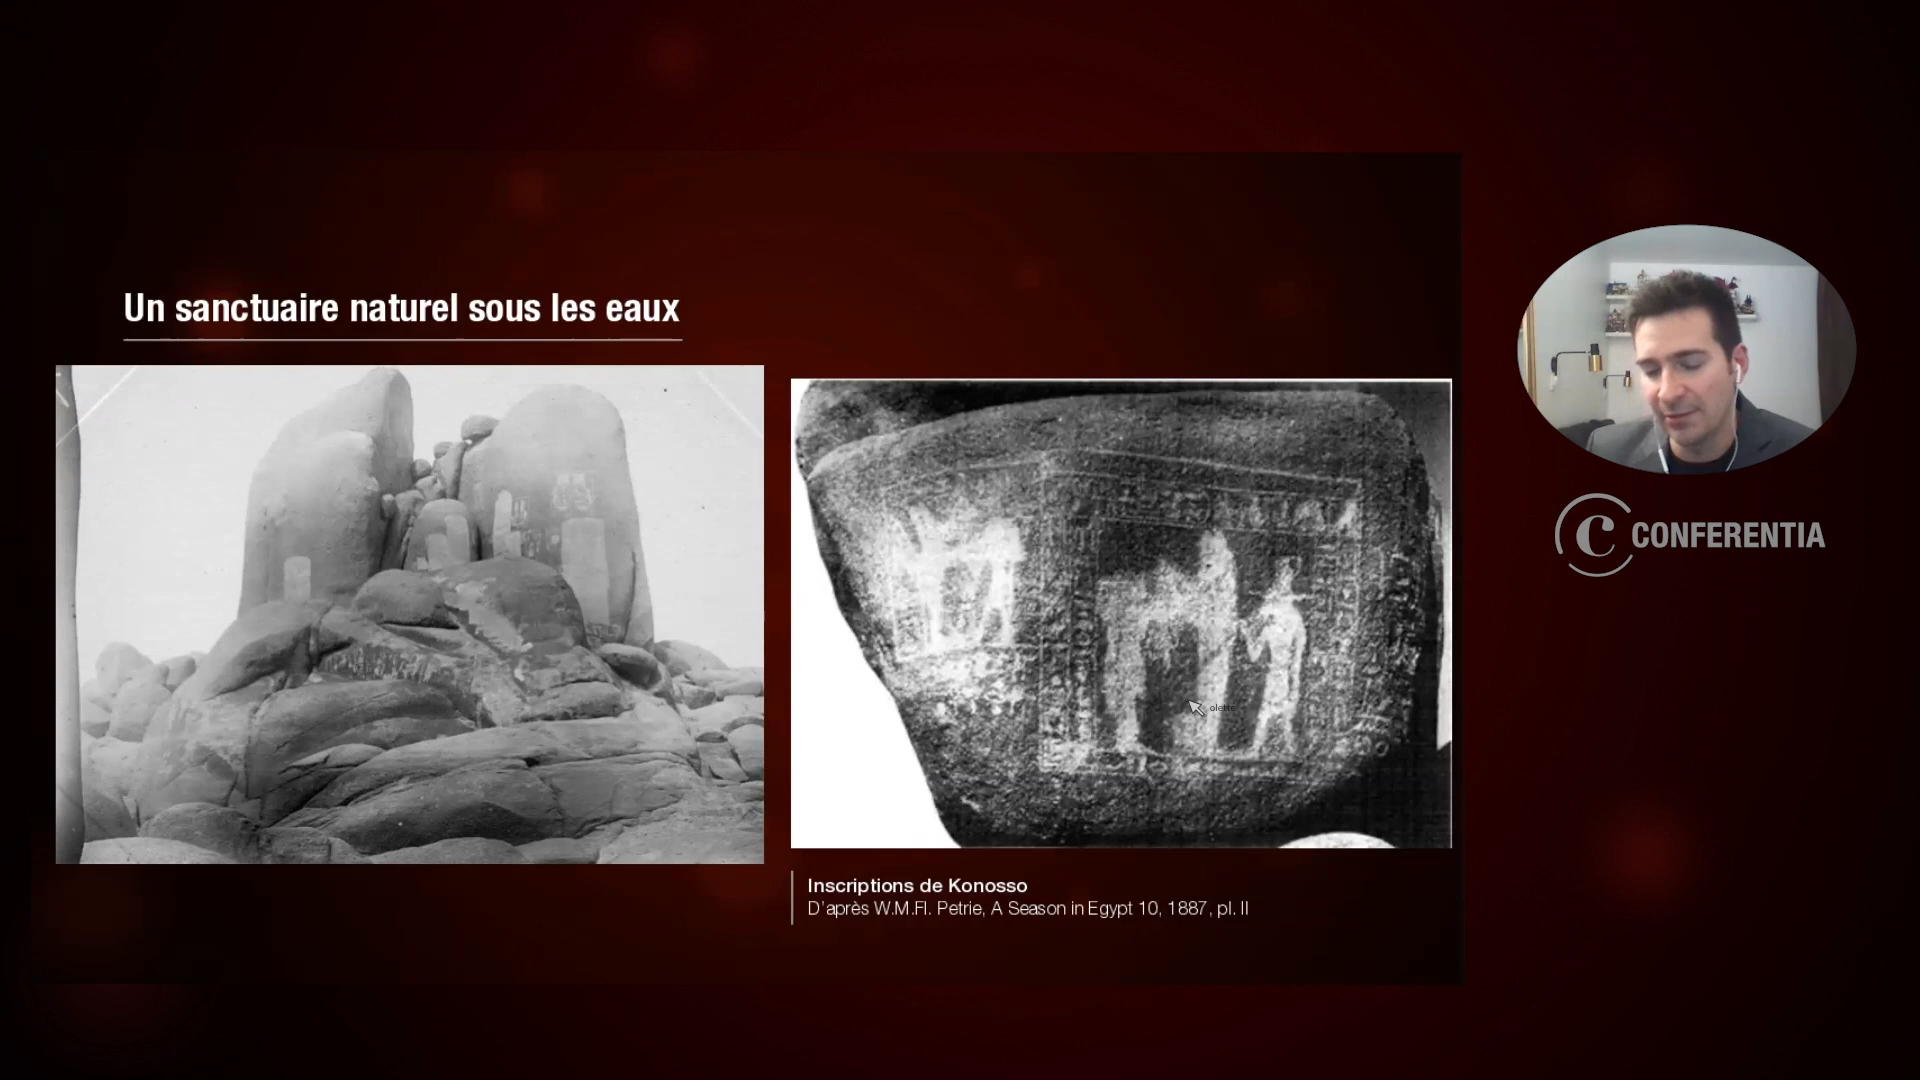 Un sanctuaire naturel sous les eaux
Inscriptions de Konosso
D'après W.M.Fl. Petrie, A Season in Egypt 10, 1887, pl. II
olette
C CONFERENTIA